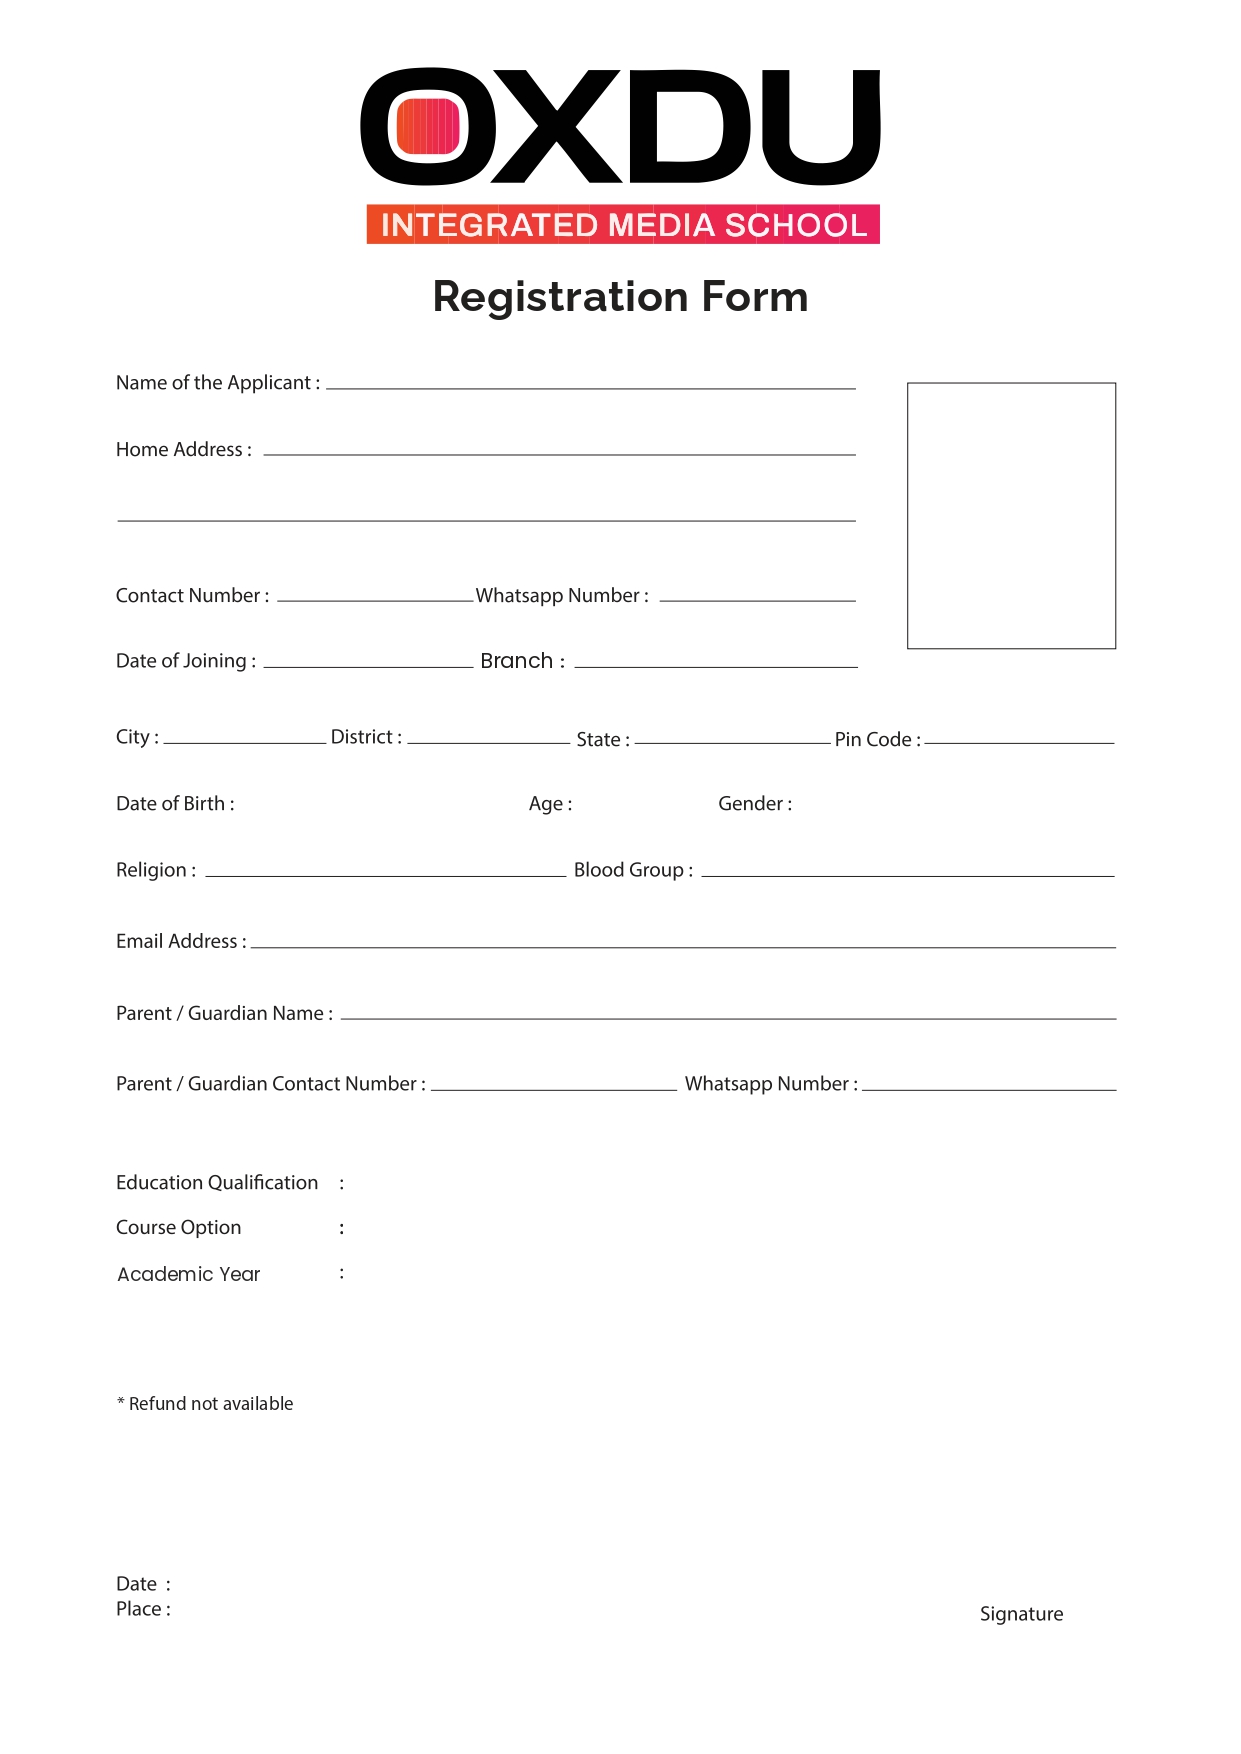 OXDU
INTEGRATED MEDIA SCHOOL
Registration Form
Name of the Applicant :
Home Address :
Contact Number : Whatsapp Number :
Date of Joining : Branch :
City : District : State : Pin Code :
Date of Birth : Age : Gender :
Religion : Blood Group :
Email Address :
Parent / Guardian Name :
Parent / Guardian Contact Number : Whatsapp Number :
Education Qualification :
Course Option :
Academic Year :
* Refund not available
Date :
Place :
Signature